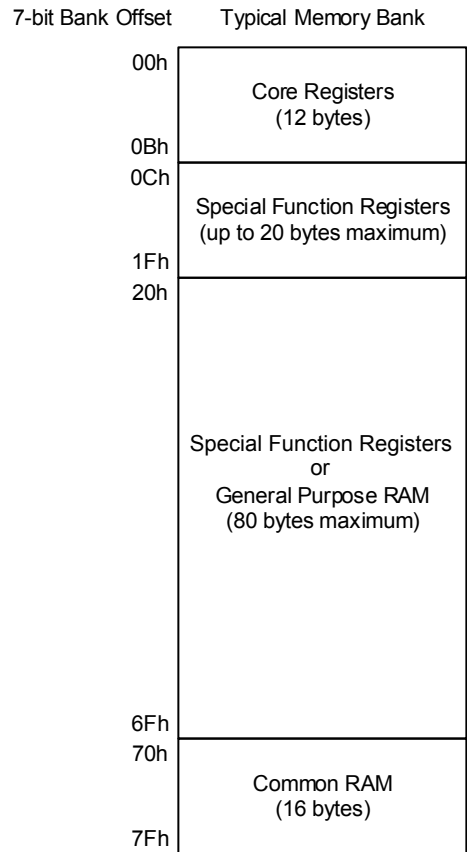 7-bit Bank Offset Typical Memory Bank
00h
Core Registers
(12 bytes)
0Bh
0Ch
Special Function Registers
(up to 20 bytes maximum)
1Fh
20h
Special Function Registers
or
General Purpose RAM
(80 bytes maximum)
6Fh
70h
Common RAM
(16 bytes)
7Fh